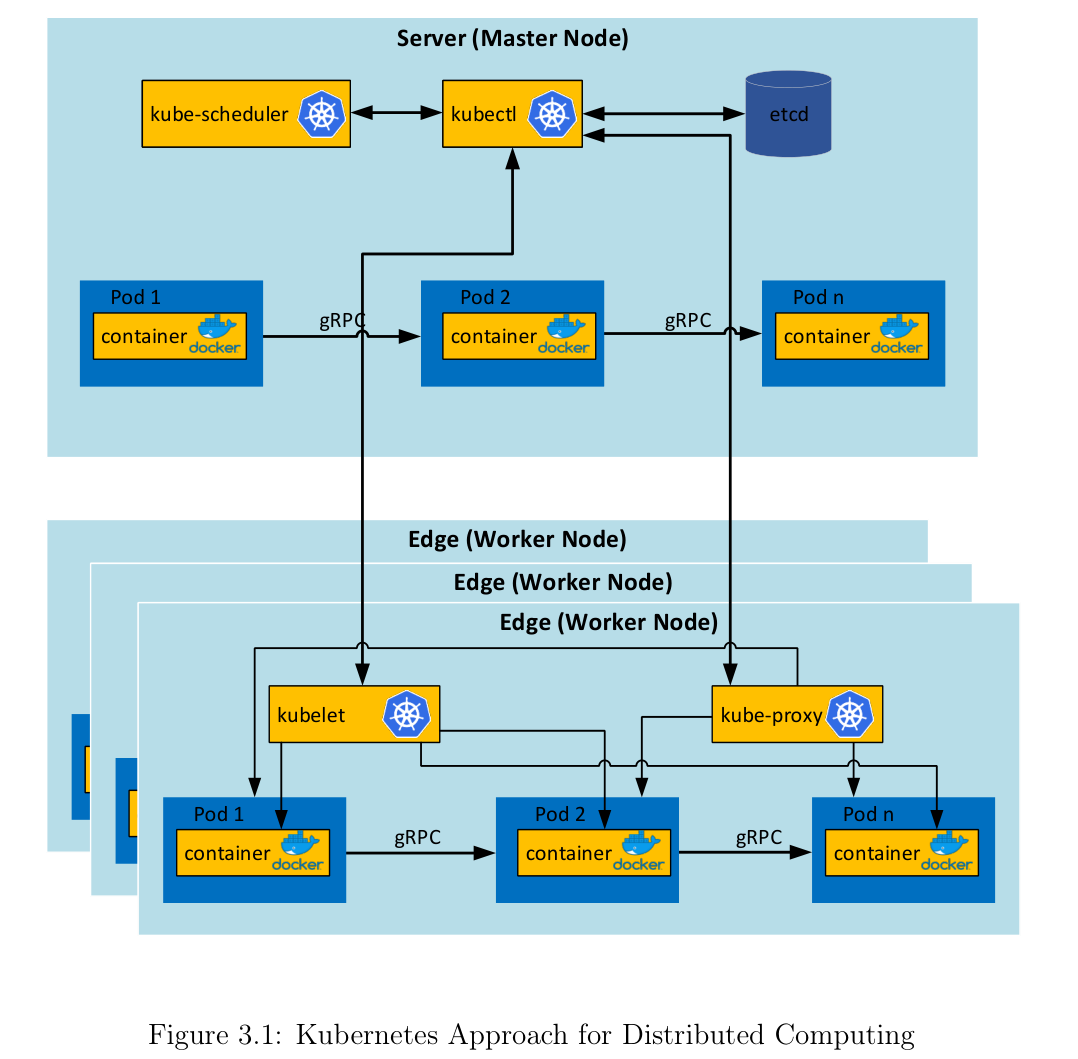 Server (Master Node)
kube-scheduler
kubectl
etcd
Pod 1
container
docker
gRPC
Pod 2
container
docker
gRPC
Pod n
container
docker
Edge (Worker Node)
Edge (Worker Node)
Edge (Worker Node)
kubelet
kube-proxy
Pod 1
container
docker
gRPC
Pod 2
container
docker
gRPC
Pod n
container
docker
Figure 3.1: Kubernetes Approach for Distributed Computing